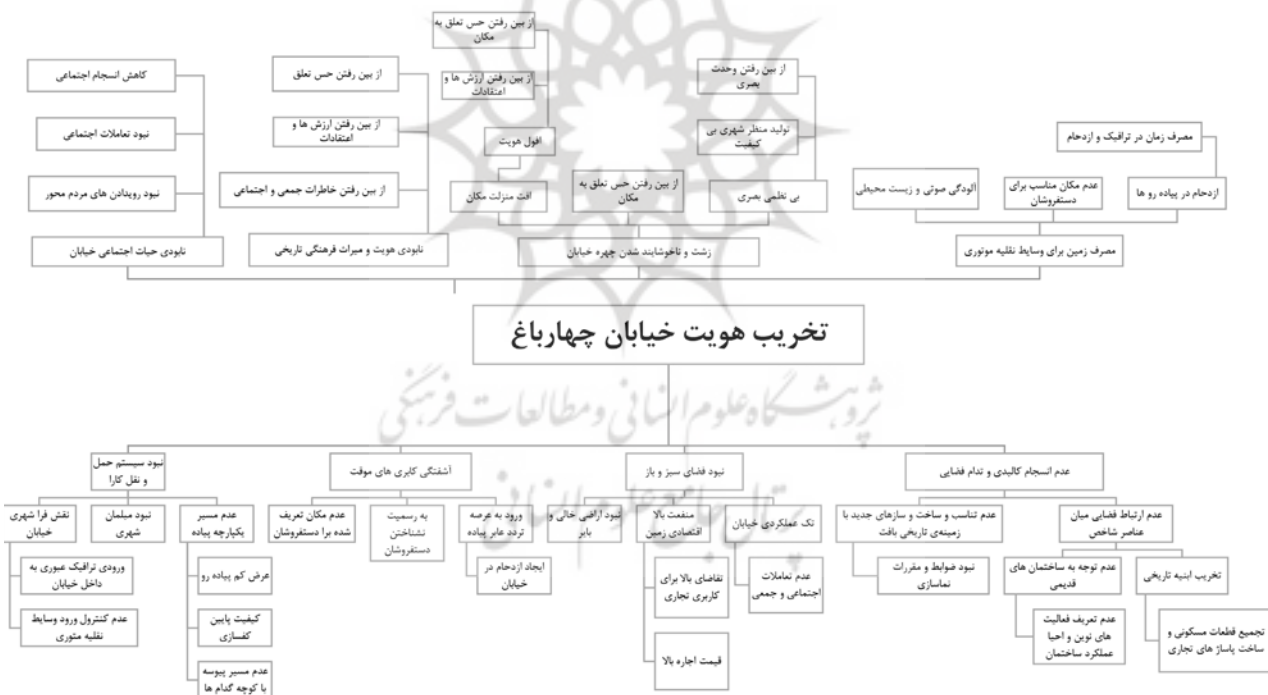 از بین رفتن حس تعلق به
مکان
از بین رفتن وحدت
بصری
از بین رفتن حس تعلق
کاهش انسجام اجتماعی
از بین رفتن ارزش ها و
اعتقادات
مصرف زمان در ترافیک و ازدحام
تولید منظر شهری بی
کیفیت
افول هویت
از بین رفتن ارزش ها و
اعتقادات
نبود تعاملات اجتماعی
ازدحام در پیاده رو ها
عدم مکان مناسب برای
دستفروشان
آلودگی صوتی و زیست محیطی
بی نظمی بصری
از بین رفتن حس تعلق به
مکان
افت منزلت مکان
از بین رفتن خاطرات جمعی و اجتماعی
نبود رویدادن های مردم محور
مصرف زمین برای وسایط نقلیه موتوری
زشت و ناخوشایند شدن چهره خیابان
نابودی هویت و میراث فرهنگی تاریخی
نابودی حیات اجتماعی خیابان
تخریب هویت خیابان چهارباغ
پژوهشگاه علوم انسانی و مطالعات فرهنگی
پرتال جامع علوم انسانی
عدم انسجام کالبدی و تدام فضایی
نبود فضای سبز و باز
آشفتگی کابری های موقت
نبود سیستم حمل
و نقل کارا
عدم ارتباط فضایی میان
عناصر شاخص
عدم تناسب و ساخت و سازهای جدید با
زمینه‌ی تاریخی بافت
تک عملکردی خیابان
منفعت بالا
اقتصادی زمین
نبود اراضی خالی و
بایر
ورود به عرصه
تردد عابر پیاده
به رسمیت
نشناختن
دستفروشان
عدم مکان تعریف
شده برا دستفروشان
عدم مسیر
یکپارچه پیاده
نبود مبلمان
شهری
نقش فرا شهری
خیابان
تخریب ابنیه تاریخی
عدم توجه به ساختمان های
قدیمی
نبود ضوابط و مقررات
نماسازی
عدم تعاملات
اجتماعی و جمعی
تقاضای بالا برای
کاربری تجاری
ایجاد ازدحام در
خیابان
عرض کم پیاده رو
ورودی ترافیک عبوری به
داخل خیابان
تجمیع قطعات مسکونی و
ساخت پاساژ های تجاری
عدم تعریف فعالیت
های نوین و احیا
عملکرد ساختمان
قیمت اجاره بالا
کیفیت پایین
کفسازی
عدم کنترول ورود وسایط
نقلیه متوری
عدم مسیر پیوسه
با کوچه گدام ها